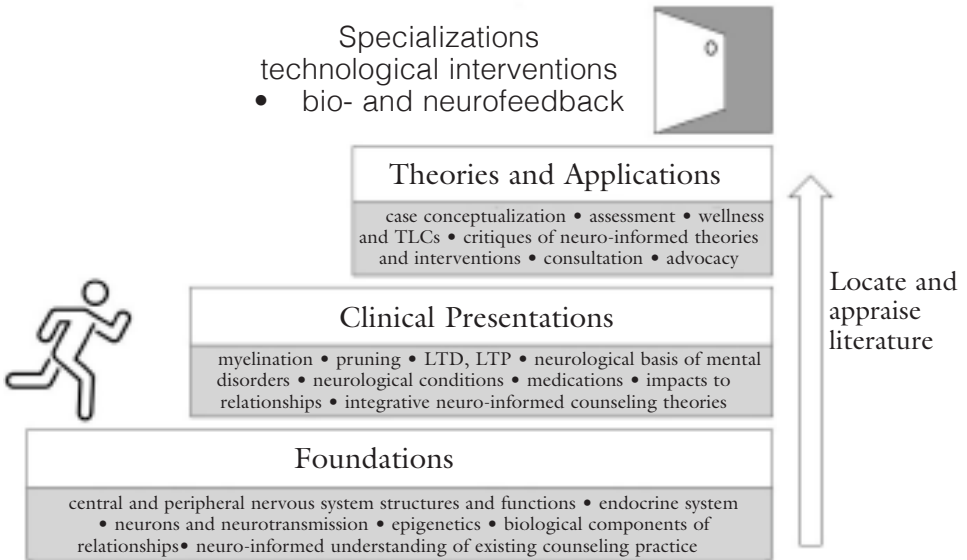 Specializations
technological interventions
• bio- and neurofeedback
Theories and Applications
case conceptualization • assessment • wellness
and TLCs • critiques of neuro-informed theories
and interventions • consultation • advocacy
Locate and
appraise
literature
Clinical Presentations
myelination • pruning • LTD, LTP • neurological basis of mental
disorders • neurological conditions • medications • impacts to
relationships • integrative neuro-informed counseling theories
Foundations
central and peripheral nervous system structures and functions • endocrine system
• neurons and neurotransmission • epigenetics • biological components of
relationships• neuro-informed understanding of existing counseling practice